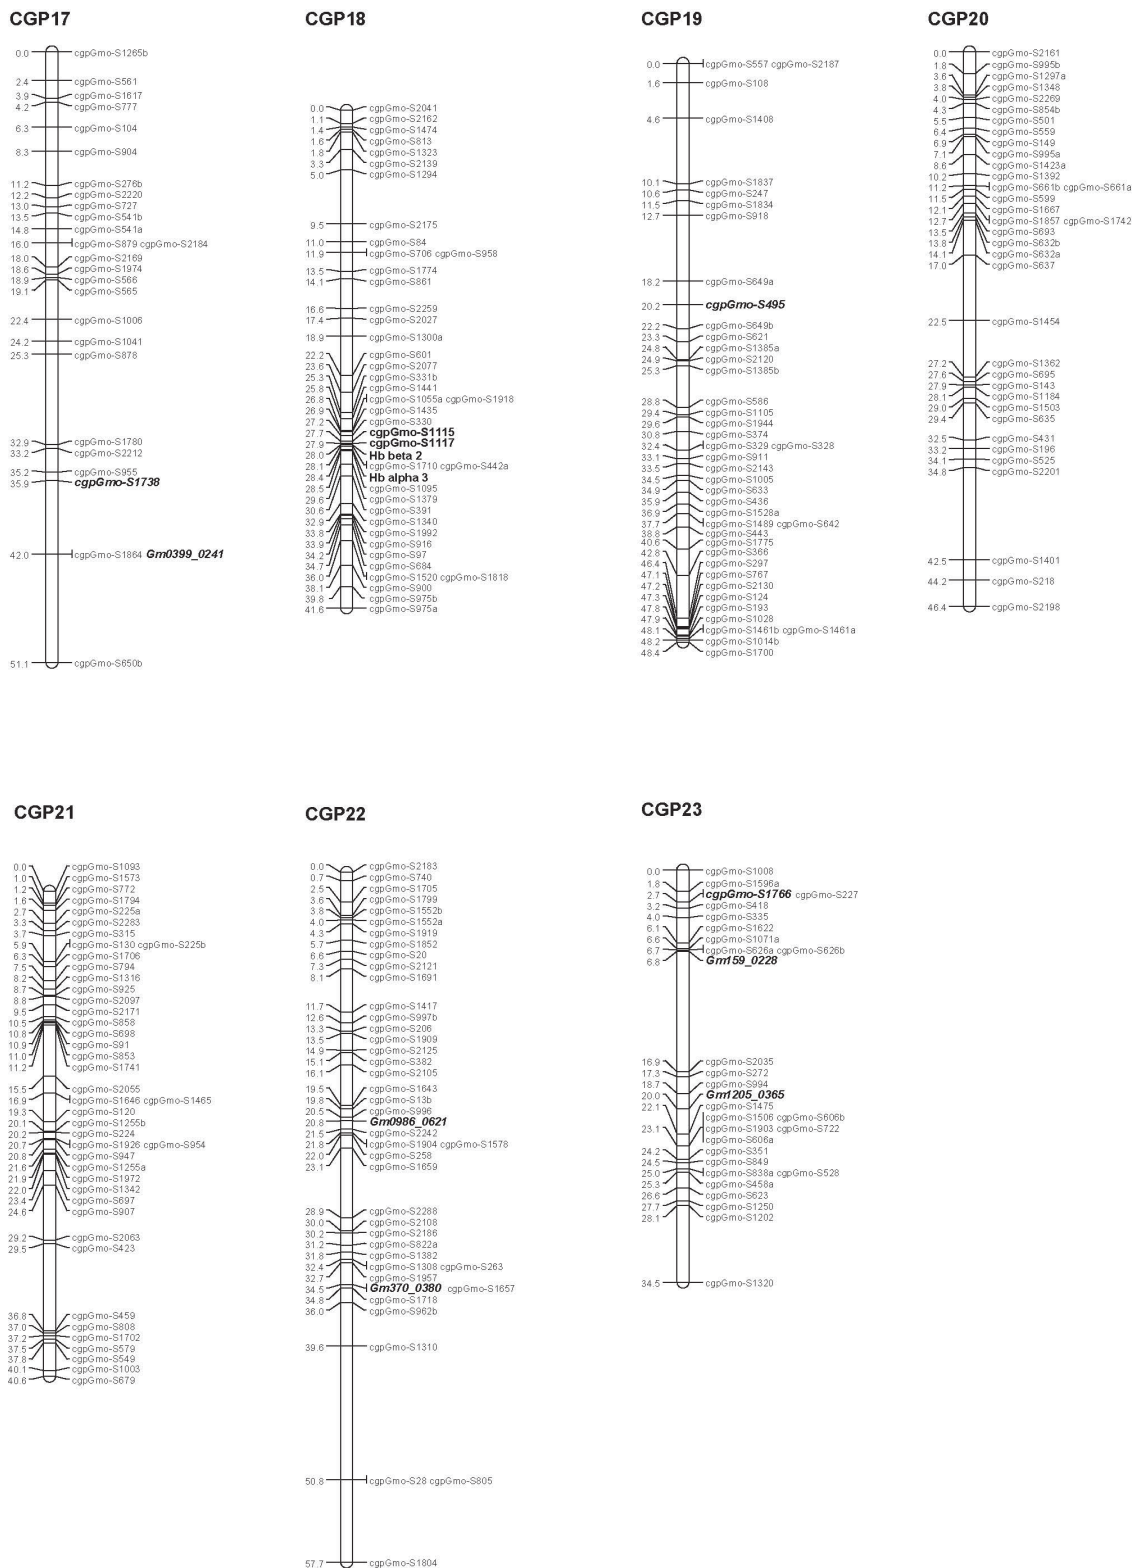 CGP17
0.0 cgpGmo-S1265b
2.4 cgpGmo-S561
3.9 cgpGmo-S1617
4.2 cgpGmo-S777
6.3 cgpGmo-S104
8.3 cgpGmo-S904
11.2 cgpGmo-S276b
12.2 cgpGmo-S2220
13.0 cgpGmo-S727
13.5 cgpGmo-S541b
14.8 cgpGmo-S541a
16.0 cgpGmo-S879 cgpGmo-S2184
18.0 cgpGmo-S2169
18.6 cgpGmo-S1974
18.9 cgpGmo-S566
19.1 cgpGmo-S565
22.4 cgpGmo-S1006
24.2 cgpGmo-S1041
25.3 cgpGmo-S878
32.9 cgpGmo-S1780
33.2 cgpGmo-S2212
35.2 cgpGmo-S955
35.9 cgpGmo-S1738
42.0 cgpGmo-S1864 Gm0399_0241
51.1 cgpGmo-S650b
CGP18
0.0 cgpGmo-S2041
1.1 cgpGmo-S2162
1.4 cgpGmo-S1474
1.6 cgpGmo-S813
1.8 cgpGmo-S1323
3.3 cgpGmo-S2139
5.0 cgpGmo-S1294
9.5 cgpGmo-S2175
11.0 cgpGmo-S84
11.9 cgpGmo-S706 cgpGmo-S958
13.5 cgpGmo-S1774
14.1 cgpGmo-S861
16.6 cgpGmo-S2259
17.4 cgpGmo-S2027
18.9 cgpGmo-S1300a
22.2 cgpGmo-S601
23.6 cgpGmo-S2077
25.3 cgpGmo-S331b
25.8 cgpGmo-S1441
26.8 cgpGmo-S1055a cgpGmo-S1918
26.9 cgpGmo-S1435
27.2 cgpGmo-S330
27.7 cgpGmo-S1115
27.9 cgpGmo-S1117
28.0 Hb beta 2
28.1 cgpGmo-S1710 cgpGmo-S442a
28.4 Hb alpha 3
28.5 cgpGmo-S1095
29.6 cgpGmo-S1379
30.6 cgpGmo-S391
32.9 cgpGmo-S1340
33.8 cgpGmo-S1992
33.9 cgpGmo-S916
34.2 cgpGmo-S97
34.7 cgpGmo-S684
36.0 cgpGmo-S1520 cgpGmo-S1818
38.1 cgpGmo-S900
39.8 cgpGmo-S975b
41.6 cgpGmo-S975a
CGP19
0.0 cgpGmo-S557 cgpGmo-S2187
1.6 cgpGmo-S108
4.6 cgpGmo-S1408
10.1 cgpGmo-S1837
10.6 cgpGmo-S247
11.5 cgpGmo-S1834
12.7 cgpGmo-S918
18.2 cgpGmo-S649a
20.2 cgpGmo-S495
22.2 cgpGmo-S649b
23.3 cgpGmo-S621
24.8 cgpGmo-S1385a
24.9 cgpGmo-S2120
25.3 cgpGmo-S1385b
28.8 cgpGmo-S586
29.4 cgpGmo-S1105
29.6 cgpGmo-S1944
30.8 cgpGmo-S374
32.4 cgpGmo-S329 cgpGmo-S328
33.1 cgpGmo-S911
33.5 cgpGmo-S2143
34.5 cgpGmo-S1005
34.9 cgpGmo-S633
35.9 cgpGmo-S436
36.9 cgpGmo-S1528a
37.7 cgpGmo-S1489 cgpGmo-S642
38.8 cgpGmo-S443
40.6 cgpGmo-S1775
42.8 cgpGmo-S366
46.4 cgpGmo-S297
47.1 cgpGmo-S767
47.2 cgpGmo-S2130
47.3 cgpGmo-S124
47.8 cgpGmo-S193
47.9 cgpGmo-S1028
48.1 cgpGmo-S1461b cgpGmo-S1461a
48.2 cgpGmo-S1014b
48.4 cgpGmo-S1700
CGP20
0.0 cgpGmo-S2161
1.8 cgpGmo-S995b
3.6 cgpGmo-S1297a
3.8 cgpGmo-S1348
4.0 cgpGmo-S2269
4.3 cgpGmo-S854b
5.5 cgpGmo-S501
6.4 cgpGmo-S559
6.9 cgpGmo-S149
7.1 cgpGmo-S995a
8.6 cgpGmo-S1423a
10.2 cgpGmo-S1392
11.2 cgpGmo-S661b cgpGmo-S661a
11.5 cgpGmo-S599
12.1 cgpGmo-S1667
12.7 cgpGmo-S1857 cgpGmo-S1742
13.5 cgpGmo-S693
13.8 cgpGmo-S632b
14.1 cgpGmo-S632a
17.0 cgpGmo-S637
22.5 cgpGmo-S1454
27.2 cgpGmo-S1362
27.6 cgpGmo-S695
27.9 cgpGmo-S143
28.1 cgpGmo-S1184
29.0 cgpGmo-S1503
29.4 cgpGmo-S635
32.5 cgpGmo-S431
33.2 cgpGmo-S196
34.1 cgpGmo-S525
34.8 cgpGmo-S2201
42.5 cgpGmo-S1401
44.2 cgpGmo-S218
46.4 cgpGmo-S2198
CGP21
0.0 cgpGmo-S1093
1.0 cgpGmo-S1573
1.2 cgpGmo-S772
1.6 cgpGmo-S1794
2.7 cgpGmo-S225a
3.3 cgpGmo-S2283
3.7 cgpGmo-S315
5.9 cgpGmo-S130 cgpGmo-S225b
6.3 cgpGmo-S1706
7.5 cgpGmo-S794
8.2 cgpGmo-S1316
8.7 cgpGmo-S925
8.8 cgpGmo-S2097
9.5 cgpGmo-S2171
10.5 cgpGmo-S858
10.8 cgpGmo-S698
10.9 cgpGmo-S91
11.0 cgpGmo-S853
11.2 cgpGmo-S1741
15.5 cgpGmo-S2055
16.9 cgpGmo-S1646 cgpGmo-S1465
19.3 cgpGmo-S120
20.1 cgpGmo-S1255b
20.2 cgpGmo-S224
20.7 cgpGmo-S1926 cgpGmo-S954
20.8 cgpGmo-S947
21.6 cgpGmo-S1255a
21.9 cgpGmo-S1972
22.0 cgpGmo-S1342
23.4 cgpGmo-S697
24.6 cgpGmo-S907
29.2 cgpGmo-S2063
29.5 cgpGmo-S423
36.8 cgpGmo-S459
37.0 cgpGmo-S808
37.2 cgpGmo-S1702
37.5 cgpGmo-S579
37.8 cgpGmo-S549
40.1 cgpGmo-S1003
40.6 cgpGmo-S679
CGP22
0.0 cgpGmo-S2183
0.7 cgpGmo-S740
2.5 cgpGmo-S1705
3.6 cgpGmo-S1799
3.8 cgpGmo-S1552b
4.0 cgpGmo-S1552a
4.3 cgpGmo-S1919
5.7 cgpGmo-S1852
6.6 cgpGmo-S20
7.3 cgpGmo-S2121
8.1 cgpGmo-S1691
11.7 cgpGmo-S1417
12.6 cgpGmo-S997b
13.3 cgpGmo-S206
13.5 cgpGmo-S1909
14.9 cgpGmo-S2125
15.1 cgpGmo-S382
16.1 cgpGmo-S2105
19.5 cgpGmo-S1643
19.8 cgpGmo-S13b
20.5 cgpGmo-S996
20.8 Gm0986_0621
21.5 cgpGmo-S2242
21.8 cgpGmo-S1904 cgpGmo-S1578
22.0 cgpGmo-S258
23.1 cgpGmo-S1659
28.9 cgpGmo-S2288
30.0 cgpGmo-S2108
30.2 cgpGmo-S2186
31.2 cgpGmo-S822a
31.8 cgpGmo-S1382
32.4 cgpGmo-S1308 cgpGmo-S263
32.7 cgpGmo-S1957
34.5 Gm370_0380 cgpGmo-S1657
34.8 cgpGmo-S1718
36.0 cgpGmo-S962b
39.6 cgpGmo-S1310
50.8 cgpGmo-S28 cgpGmo-S805
57.7 cgpGmo-S1804
CGP23
0.0 cgpGmo-S1008
1.8 cgpGmo-S1596a
2.7 cgpGmo-S1766 cgpGmo-S227
3.2 cgpGmo-S418
4.0 cgpGmo-S335
6.1 cgpGmo-S1622
6.6 cgpGmo-S1071a
6.7 cgpGmo-S626a cgpGmo-S626b
6.8 Gm159_0228
16.9 cgpGmo-S2035
17.3 cgpGmo-S272
18.7 cgpGmo-S994
20.0 Gm1205_0365
22.1 cgpGmo-S1475
cgpGmo-S1506 cgpGmo-S606b
23.1 cgpGmo-S1903 cgpGmo-S722
cgpGmo-S606a
24.2 cgpGmo-S351
24.5 cgpGmo-S849
25.0 cgpGmo-S838a cgpGmo-S528
25.3 cgpGmo-S458a
26.6 cgpGmo-S623
27.7 cgpGmo-S1250
28.1 cgpGmo-S1202
34.5 cgpGmo-S1320